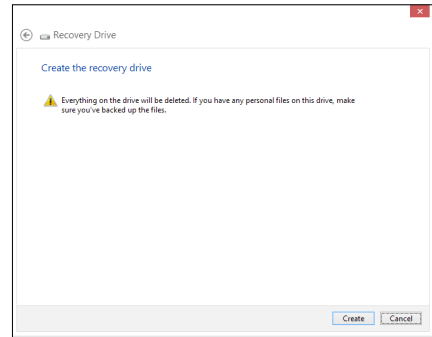 Recovery Drive
Create the recovery drive
Everything on the drive will be deleted. If you have any personal files on this drive, make
sure you've backed up the files.
Create Cancel